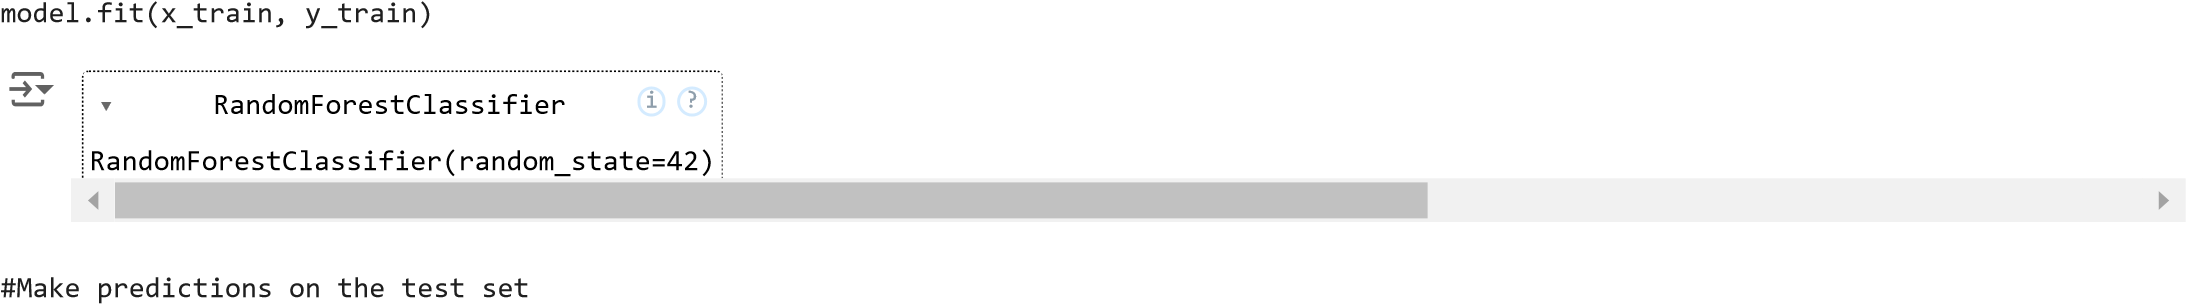 model.fit(x_train, y_train)
RandomForestClassifier
RandomForestClassifier(random_state=42)
#Make predictions on the test set